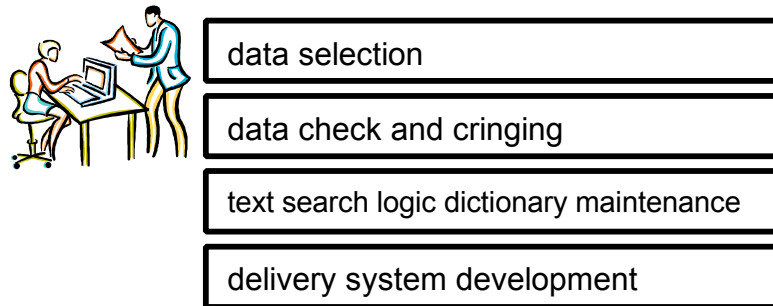 data selection
data check and cringing
text search logic dictionary maintenance
delivery system development